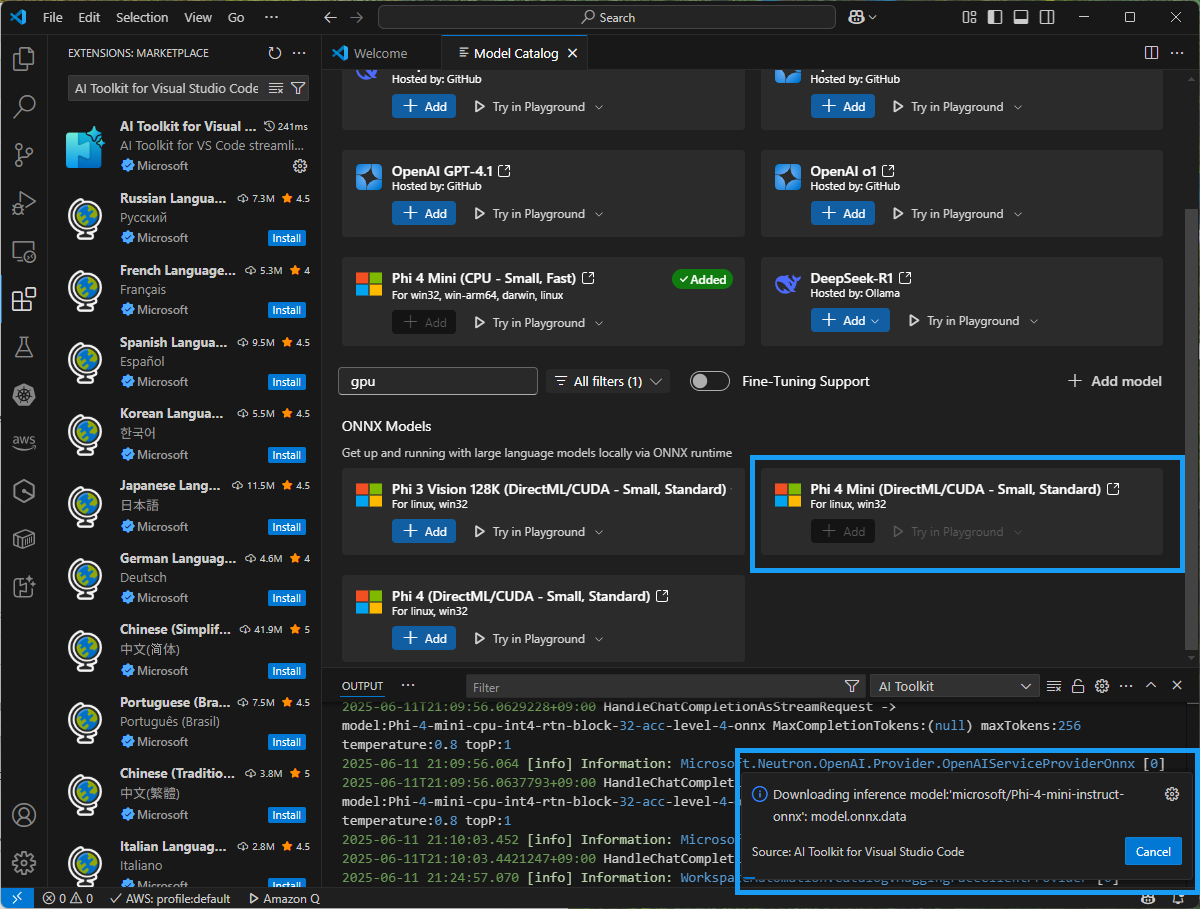 File Edit Selection View Go ···
Search
EXTENSIONS: MARKETPLACE
AI Toolkit for Visual Studio Code
AI Toolkit for Visual ... 241ms
AI Toolkit for VS Code streamli...
Microsoft
Russian Langua... 7.3M 4.5
Русский
Microsoft Install
French Language... 5.3M 4
Français
Microsoft Install
Spanish Langua... 9.5M 4.5
Español
Microsoft Install
Korean Langua... 5.5M 4.5
한국어
Microsoft Install
Japanese Lang... 11.5M 4.5
日本語
Microsoft Install
German Languag... 4.6M 4
Deutsch
Microsoft Install
Chinese (Simplif... 41.9M 5
中文(简体)
Microsoft Install
Portuguese (Bra... 7.5M 4.5
Português (Brasil)
Microsoft Install
Chinese (Traditio... 3.8M 5
中文(繁體)
Microsoft Install
Italian Languag... 2.8M 4.5
Italiano
Microsoft Install
aws
Welcome
Model Catalog
Hosted by: GitHub
Add Try in Playground
Hosted by: GitHub
Add Try in Playground
OpenAI GPT-4.1
Hosted by: GitHub
Add Try in Playground
OpenAI o1
Hosted by: GitHub
Add Try in Playground
Phi 4 Mini (CPU - Small, Fast) Added
For win32, win-arm64, darwin, linux
Add Try in Playground
DeepSeek-R1
Hosted by: Ollama
Add Try in Playground
gpu All filters (1) Fine-Tuning Support Add model
ONNX Models
Get up and running with large language models locally via ONNX runtime
Phi 3 Vision 128K (DirectML/CUDA - Small, Standard)
For linux, win32
Add Try in Playground
Phi 4 Mini (DirectML/CUDA - Small, Standard)
For linux, win32
Add Try in Playground
Phi 4 (DirectML/CUDA - Small, Standard)
For linux, win32
Add Try in Playground
OUTPUT ··· Filter AI Toolkit
2025-06-11T21:09:56.0629228+09:00 HandleChatCompletionAsStreamRequest ->
model:Phi-4-mini-cpu-int4-rtn-block-32-acc-level-4-onnx MaxCompletionTokens:(null) maxTokens:256
temperature:0.8 topP:1
2025-06-11 21:09:56.064 [info] Information: Microsoft.Neutron.OpenAI.Provider.OpenAIServiceProviderOnnx [0]
2025-06-11T21:09:56.0637793+09:00 HandleChatComplet
model:Phi-4-mini-cpu-int4-rtn-block-32-acc-level-4-
temperature:0.8 topP:1
2025-06-11 21:10:03.452 [info] Information: Microsof
2025-06-11T21:10:03.4421247+09:00 HandleChatComplet
2025-06-11 21:24:57.070 [info] Information:
Downloading inference model:'microsoft/Phi-4-mini-instruct-
onnx': model.onnx.data
Source: AI Toolkit for Visual Studio Code
Cancel
0 0 AWS: profile:default Amazon Q